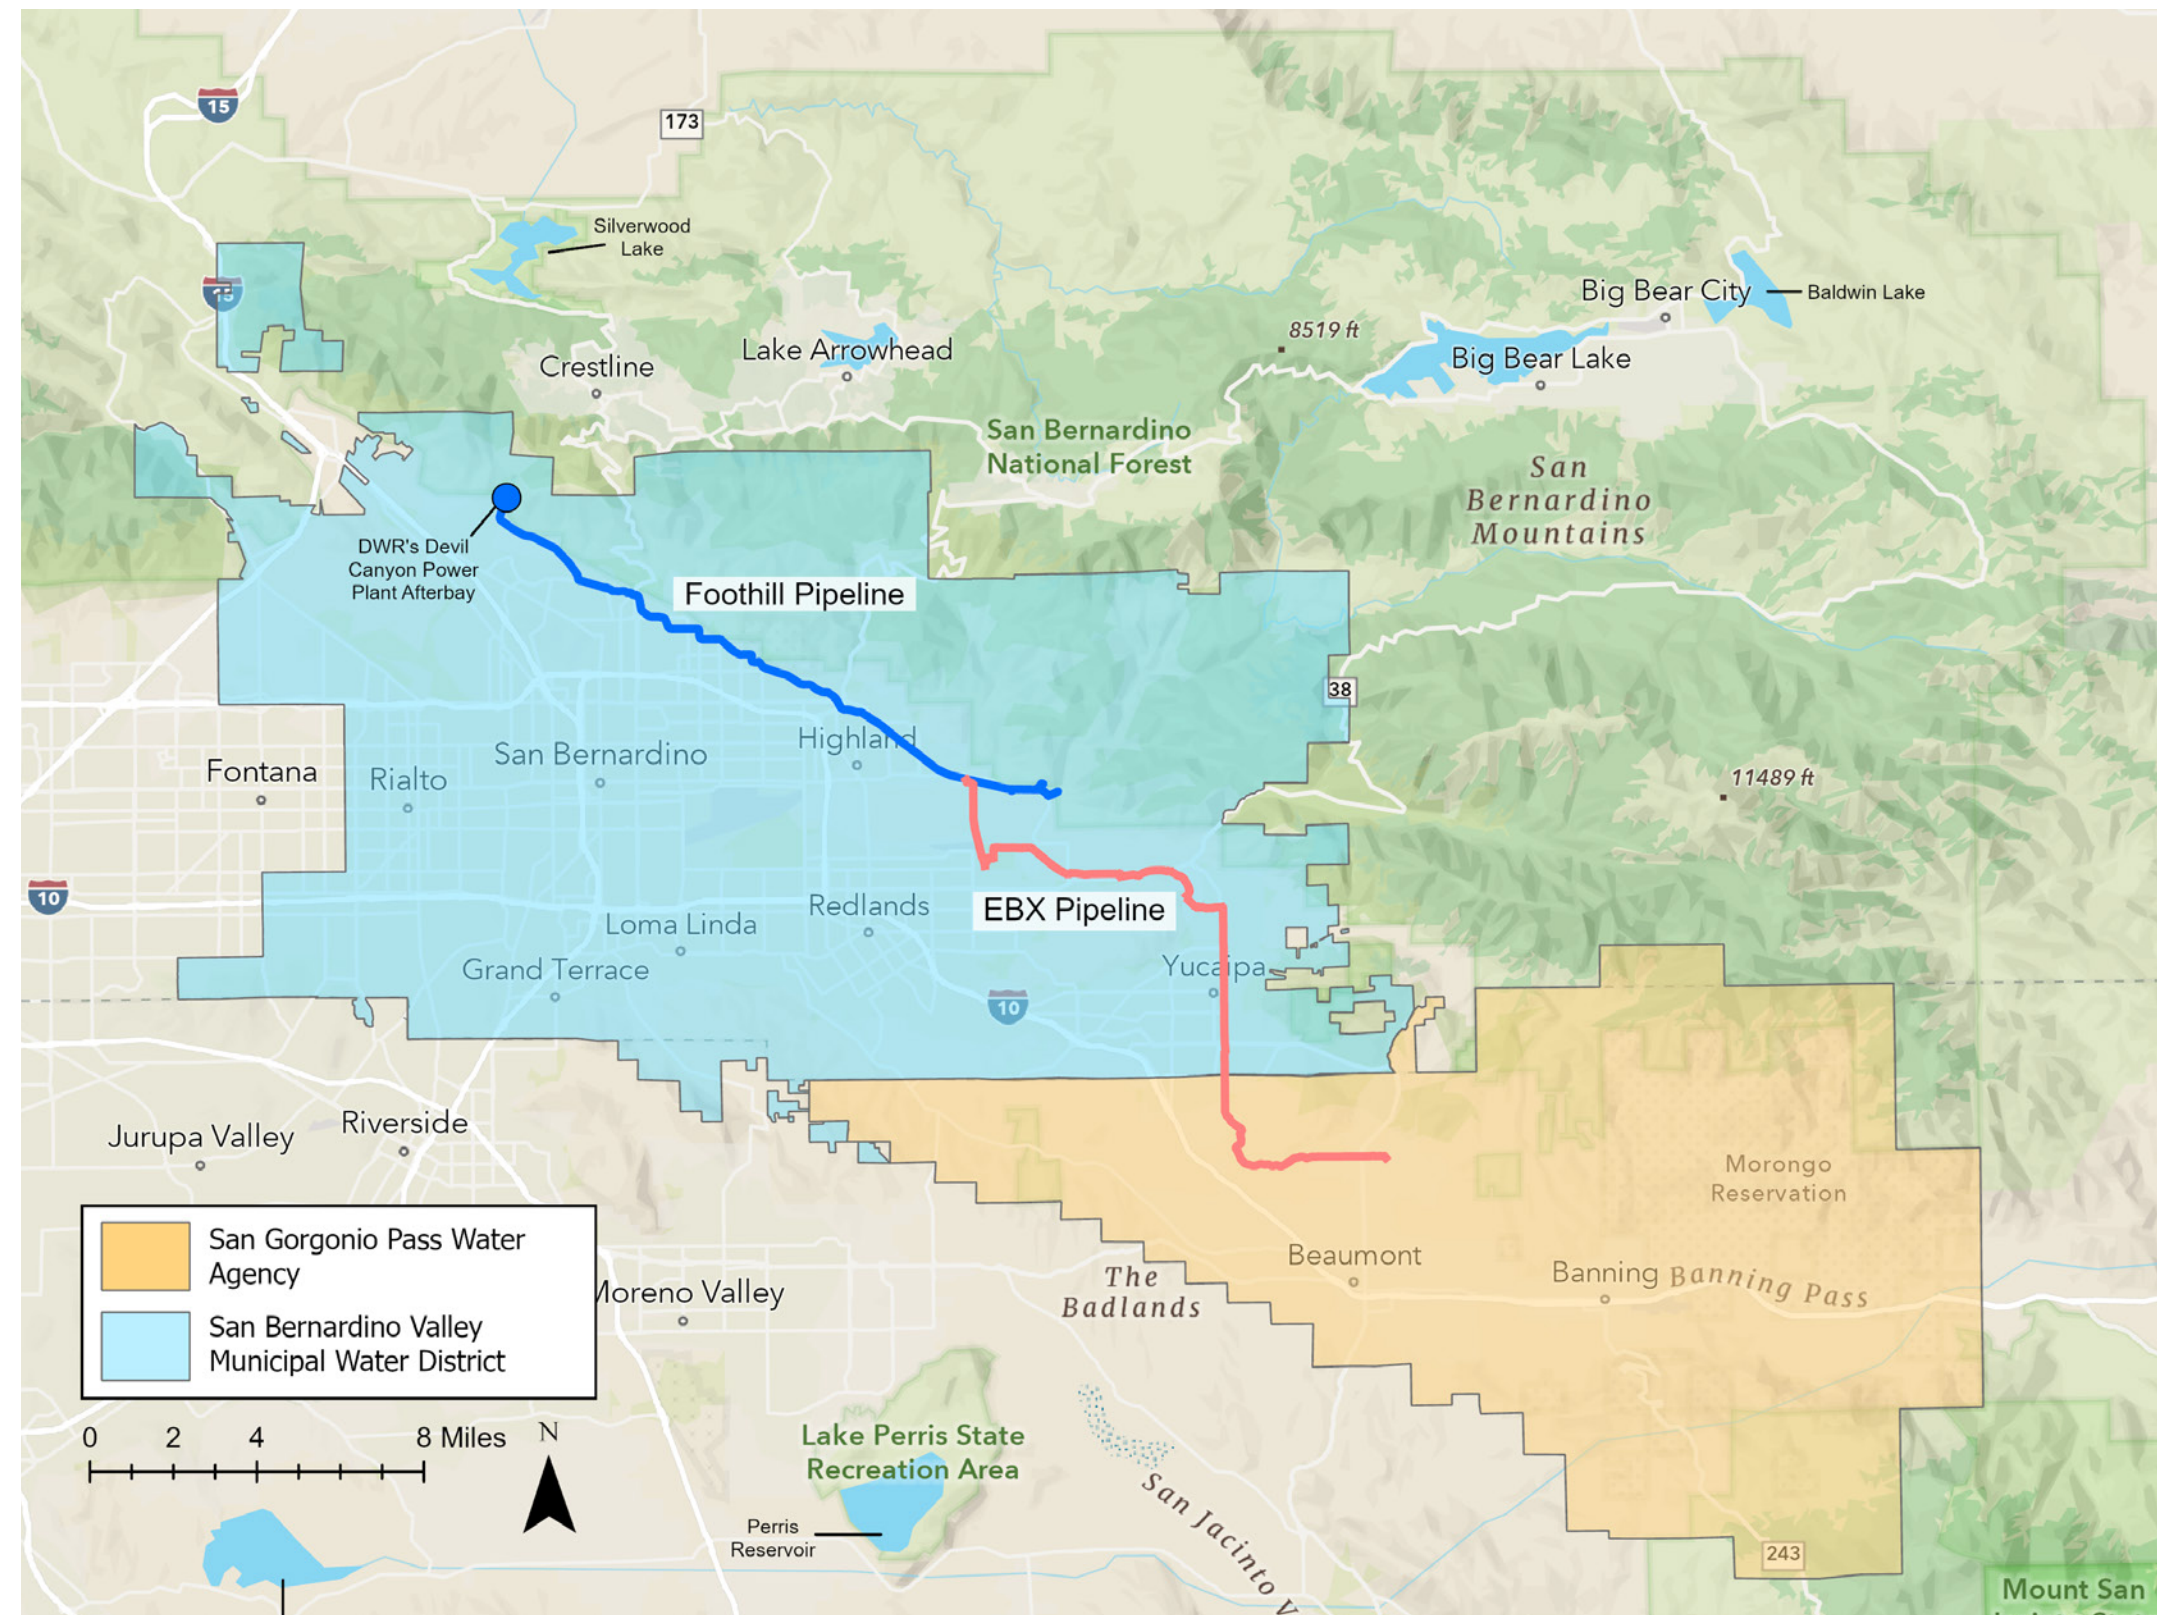 15
173
Silverwood
Lake
15
Big Bear City
Baldwin Lake
8519 ft
Crestline
Lake Arrowhead
Big Bear Lake
San Bernardino
National Forest
San
Bernardino
Mountains
DWR's Devil
Canyon Power
Plant Afterbay
Foothill Pipeline
38
Highland
San Bernardino
Fontana
Rialto
11489 ft
10
Redlands
EBX Pipeline
Loma Linda
Grand Terrace
Yucaipa
10
Jurupa Valley
Riverside
Morongo
Reservation
San Gorgonio Pass Water
Agency
San Bernardino Valley
Municipal Water District
Moreno Valley
The
Badlands
Beaumont
Banning
Banning Pass
0 2 4 8 Miles
N
Lake Perris State
Recreation Area
Perris
Reservoir
San Jacinto V
243
Mount San